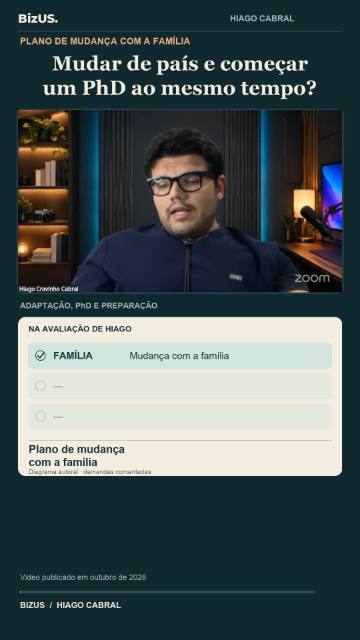 BizUS.
HIAGO CABRAL
PLANO DE MUDANÇA COM A FAMÍLIA
Mudar de país e começar
um PhD ao mesmo tempo?
Hiago Cravinho Cabral
zoom
ADAPTAÇÃO, PhD E PREPARAÇÃO
NA AVALIAÇÃO DE HIAGO
FAMÍLIA Mudança com a família
—
—
Plano de mudança
com a família
Diagrama autoral · demandas comentadas
Vídeo publicado em outubro de 2026
BIZUS / HIAGO CABRAL